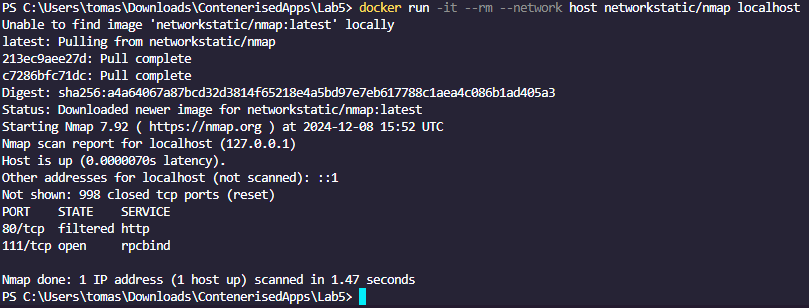 PS C:\Users\tomas\Downloads\ContenerisedApps\Lab5> docker run -it --rm --network host networkstatic/nmap localhost
Unable to find image 'networkstatic/nmap:latest' locally
latest: Pulling from networkstatic/nmap
213ec9aee27d: Pull complete
c7286bfc71dc: Pull complete
Digest: sha256:a4a64067a87bcd32d3814f65218e4a5bd97e7eb617788c1aea4c086b1ad405a3
Status: Downloaded newer image for networkstatic/nmap:latest
Starting Nmap 7.92 ( https://nmap.org ) at 2024-12-08 15:52 UTC
Nmap scan report for localhost (127.0.0.1)
Host is up (0.0000070s latency).
Other addresses for localhost (not scanned): ::1
Not shown: 998 closed tcp ports (reset)
PORT    STATE    SERVICE
80/tcp  filtered http
111/tcp open     rpcbind

Nmap done: 1 IP address (1 host up) scanned in 1.47 seconds
PS C:\Users\tomas\Downloads\ContenerisedApps\Lab5>